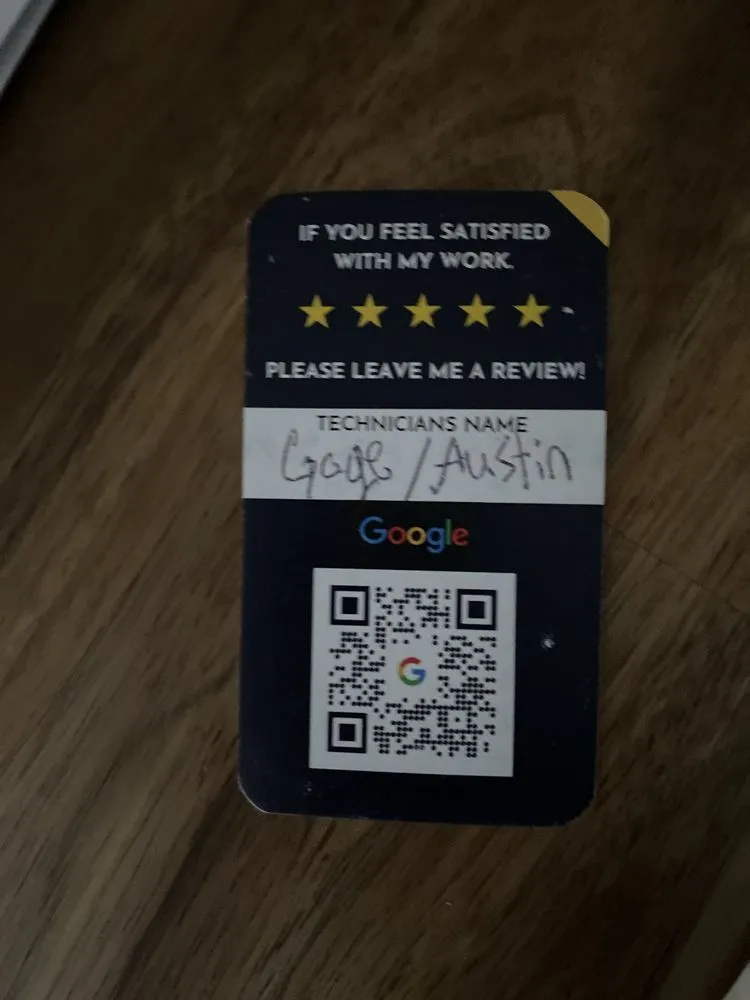 IF YOU FEEL SATISFIED
WITH MY WORK.
PLEASE LEAVE ME A REVIEW!
TECHNICIANS NAME
Gage / Austin
Google
G